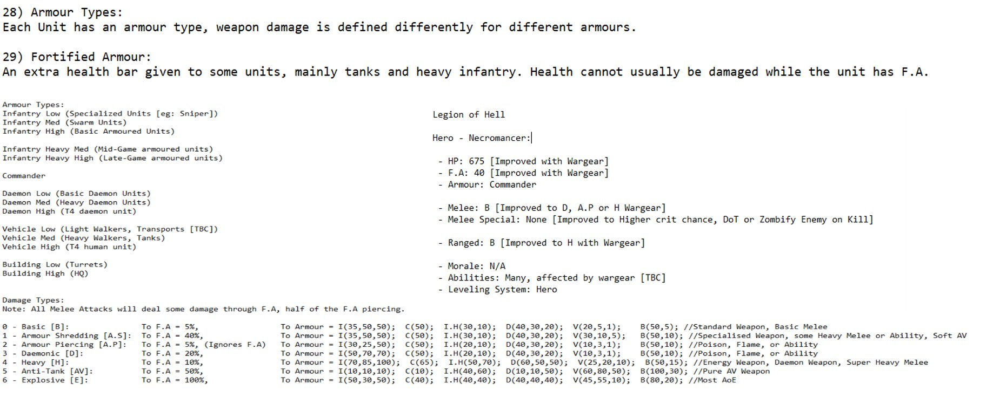 28) Armour Types:
Each Unit has an armour type, weapon damage is defined differently for different armours.
29) Fortified Armour:
An extra health bar given to some units, mainly tanks and heavy infantry. Health cannot usually be damaged while the unit has F.A.
Armour Types:
Infantry Low (Specialized Units [eg: Sniper])
Infantry Med (Swarm Units)
Infantry High (Basic Armoured Units)
Infantry Heavy Med (Mid-Game armoured units)
Infantry Heavy High (Late-Game armoured units)
Commander
Daemon Low (Basic Daemon Units)
Daemon Med (Heavy Daemon Units)
Daemon High (T4 daemon unit)
Vehicle Low (Light Walkers, Transports [TBC])
Vehicle Med (Heavy Walkers, Tanks)
Vehicle High (T4 human unit)
Building Low (Turrets)
Building High (HQ)
Legion of Hell
Hero - Necromancer:
- HP: 675 [Improved with Wargear]
- F.A: 40 [Improved with Wargear]
- Armour: Commander
- Melee: B [Improved to D, A.P or H Wargear]
- Melee Special: None [Improved to Higher crit chance, DoT or Zombify Enemy on Kill]
- Ranged: B [Improved to H with Wargear]
- Morale: N/A
- Abilities: Many, affected by wargear [TBC]
- Leveling System: Hero
Damage Types:
Note: All Melee Attacks will deal some damage through F.A, half of the F.A piercing.
0 - Basic [B]: To F.A = 5%, To Armour = I(35,50,50); C(50); I.H(30,10); D(40,30,20); V(20,5,1); B(50,5); //Standard Weapon, Basic Melee
1 - Armour Shredding [A.S]: To F.A = 40%, To Armour = I(35,50,50); C(50); I.H(30,10); D(40,30,20); V(30,10,5); B(50,10); //Specialised Weapon, some Heavy Melee or Ability, Soft AV
2 - Armour Piercing [A.P]: To F.A = 5%, (Ignores F.A) To Armour = I(30,25,50); C(50); I.H(20,10); D(40,30,20); V(10,3,1); B(50,10); //Poison, Flame, or Ability
3 - Daemonic [D]: To F.A = 20%, To Armour = I(50,70,70); C(50); I.H(20,10); D(40,30,20); V(10,3,1); B(50,10); //Poison, Flame, or Ability
4 - Heavy [H]: To F.A = 10%, To Armour = I(70,85,100); C(65); I.H(50,70); D(60,50,50); V(25,20,10); B(50,15); //Energy Weapon, Daemon Weapon, Super Heavy Melee
5 - Anti-Tank [AV]: To F.A = 50%, To Armour = I(10,10,10); C(10); I.H(40,60); D(10,10,50); V(60,80,50); B(100,30); //Pure AV Weapon
6 - Explosive [E]: To F.A = 100%, To Armour = I(50,30,50); C(40); I.H(40,40); D(40,40,40); V(45,55,10); B(80,20); //Most AoE